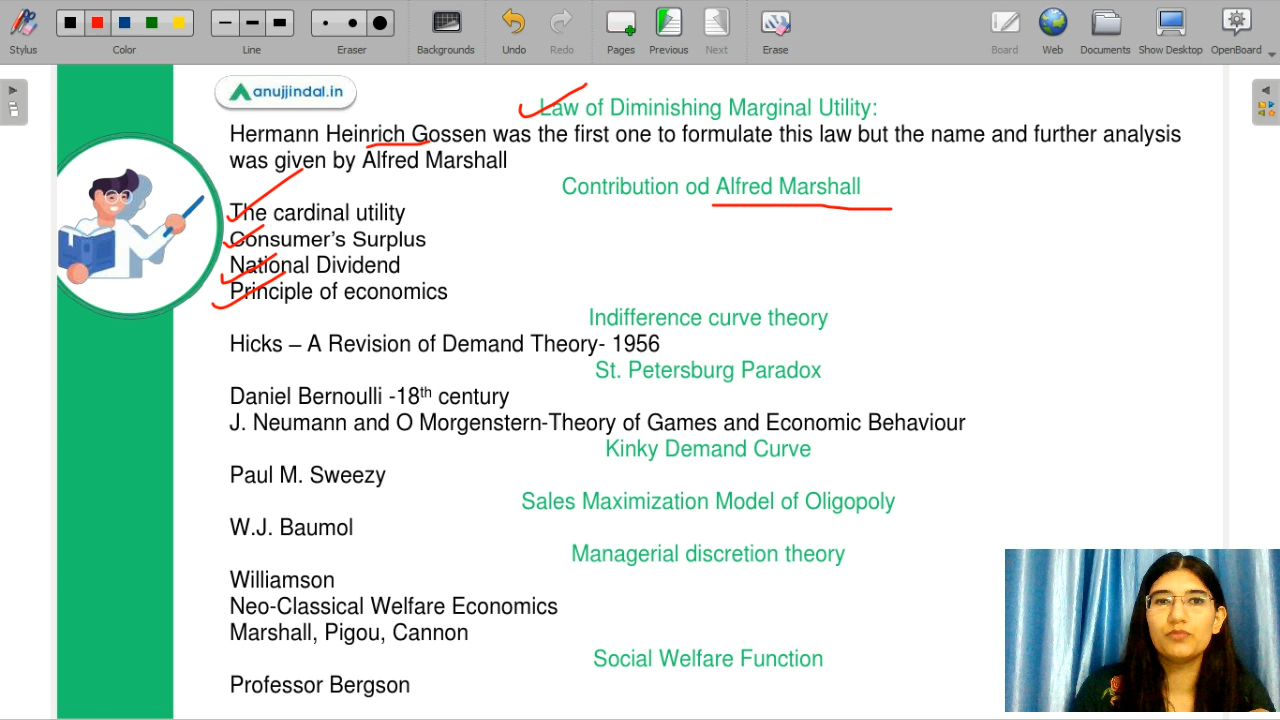 Stylus
Color
Line
Eraser
Backgrounds
Undo
Redo
Pages
Previous
Next
Erase
Board
Web
Documents
Show Desktop
OpenBoard
anujjindal.in
Law of Diminishing Marginal Utility:
Hermann Heinrich Gossen was the first one to formulate this law but the name and further analysis
was given by Alfred Marshall
Contribution od Alfred Marshall
The cardinal utility
Consumer's Surplus
National Dividend
Principle of economics
Indifference curve theory
Hicks – A Revision of Demand Theory- 1956
St. Petersburg Paradox
Daniel Bernoulli -18th century
J. Neumann and O Morgenstern-Theory of Games and Economic Behaviour
Kinky Demand Curve
Paul M. Sweezy
Sales Maximization Model of Oligopoly
W.J. Baumol
Managerial discretion theory
Williamson
Neo-Classical Welfare Economics
Marshall, Pigou, Cannon
Social Welfare Function
Professor Bergson